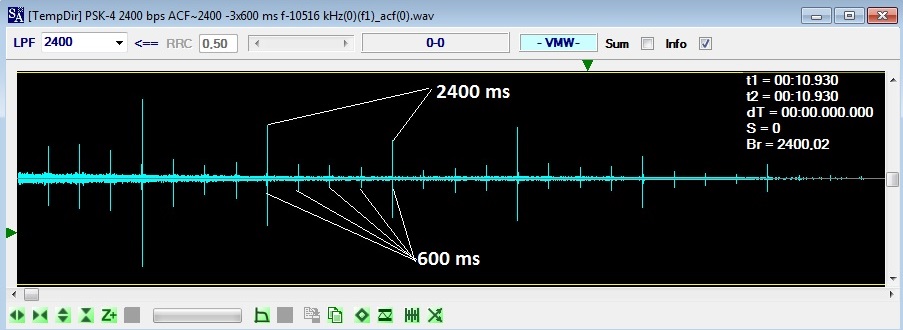 SA [TempDir] PSK-4 2400 bps ACF~2400 -3x600 ms f-10516 kHz(0)(f1)_acf(0).wav
LPF 2400 <== RRC 0,50 0-0 - VMW- Sum Info
t1 = 00:10.930
t2 = 00:10.930
dT = 00:00.000.000
S = 0
Br = 2400,02
2400 ms
600 ms
Z+